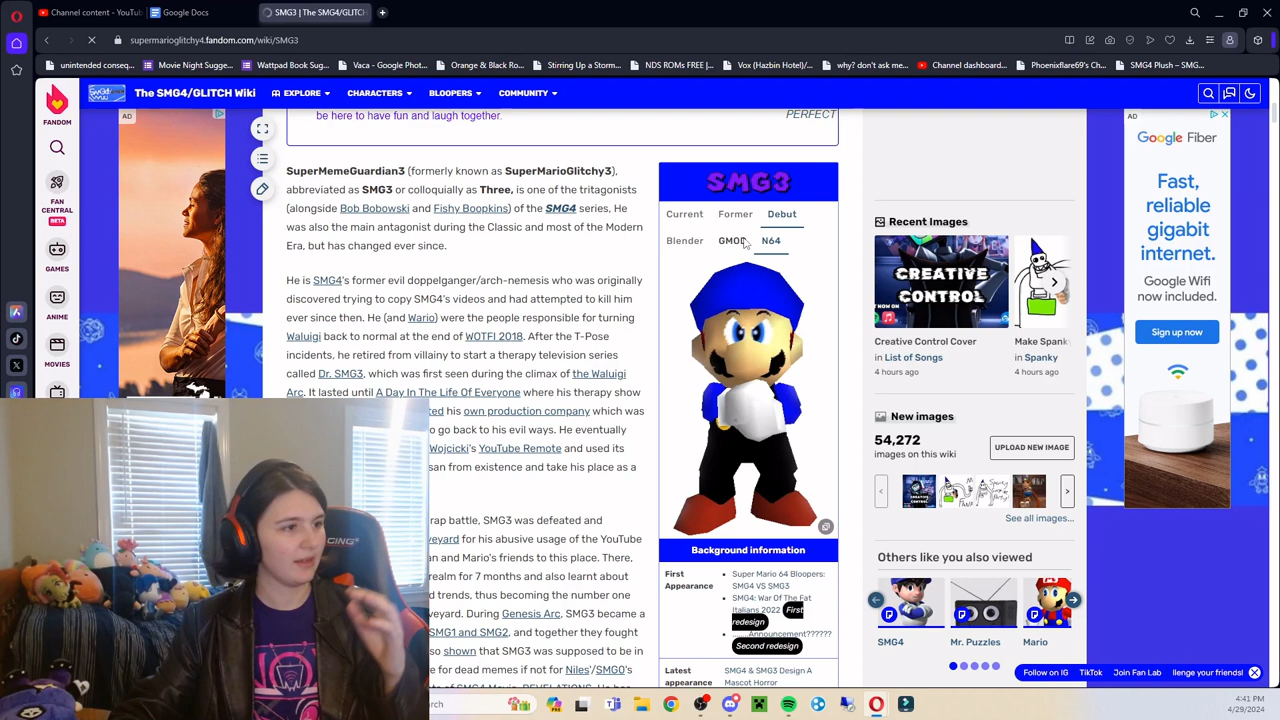 (1) YouTube
Google Docs
SMG3 | SuperMarioGlitchy4
supermarioglitchy4.fandom.com/wiki/SMG3
unintended conseq...
Movie Night Sugge...
Wattpad Book Sug...
Vaca - Google Prot...
Orange & Black Ro...
Stirring Up a Storm...
NDS ROMS FREE |...
Vox (Hazbin Hotel)...
why? don't ask me...
Channel dashboard...
Phoenixflare69's Ch...
SMG4 Plush – SM...
The SMG4/GLITCH Wiki
EXPLORE
CHARACTERS
BLOOPERS
COMMUNITY
FANDOM
FAN
CENTRAL
BETA
GAMES
ANIME
MOVIES
AD
be here to have fun and laugh together.
PERFECT
SuperMemeGuardian3 (formerly known as SuperMarioGlitchy3),
abbreviated as SMG3 or colloquially as Three, is one of the tritagonists
(alongside Bob Bobowski and Fishy Boopkins) of the SMG4 series, He
was also the main antagonist during the Classic and most of the Modern
Era, but has changed ever since.
He is SMG4's former evil doppelganger/arch-nemesis who was originally
discovered trying to copy SMG4's videos and had attempted to kill him
ever since then. He (and Wario) were the people responsible for turning
Waluigi back to normal at the end of WOTFI 2018. After the T-Pose
incidents, he retired from villainy to start a therapy television series
called Dr. SMG3, which was first seen during the climax of the Waluigi
Arc. It lasted until A Day In The Life Of Everyone where his therapy show
red his own production company which was
o go back to his evil ways. He eventually
Wojcicki's YouTube Remote and used its
san from existence and take his place as a
rap battle, SMG3 was defeated and
eyard for his abusive usage of the YouTube
an and Mario's friends to this place. There,
realm for 7 months and also learnt about
d trends, thus becoming the number one
veyard. During Genesis Arc, SMG3 became a
SMG1 and SMG2, and together they fought
so shown that SMG3 was supposed to be in
e for dead memes if not for Niles'/SMG0's
SMG3
Current
Former
Debut
Blender
GMOD
N64
Background information
First
Appearance
Super Mario 64 Bloopers:
SMG4 VS SMG3
SMG4: War Of The Fat
Italians 2022 First
redesign
........Announcement??????
Second redesign
Latest
appearance
SMG4 & SMG3 Design A
Mascot Horror
Recent Images
CREATIVE
CONTROL
Creative Control Cover
in List of Songs
4 hours ago
Make Spank
in Spanky
4 hours ago
New images
54,272
images on this wiki
UPLOAD NEW IMAGE
See all images...
Others like you also viewed
SMG4
Mr. Puzzles
Mario
AD
Google Fiber
Fast,
reliable
gigabit
internet.
Google Wifi
now included.
Sign up now
Follow on IG
TikTok
Join Fan Lab
llenge your friends!
CING*
earch
4:41 PM
4/29/2024